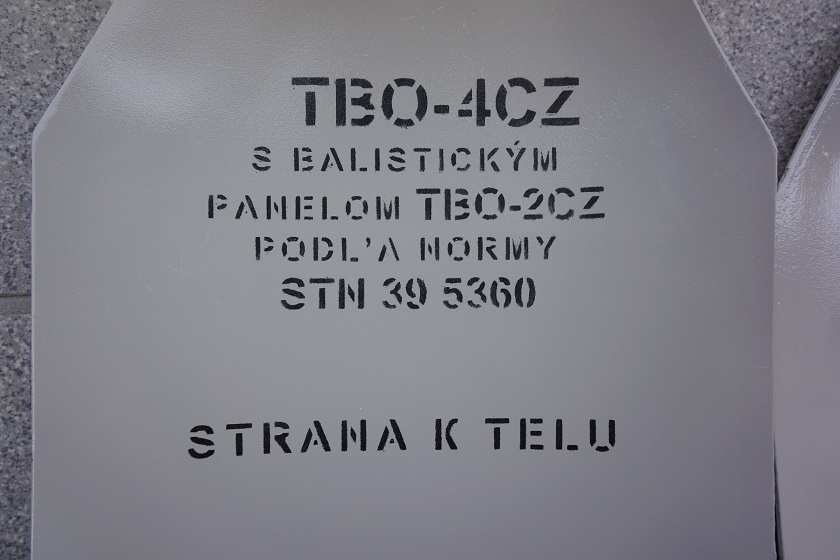 TBO-4CZ
S BALISTICKÝM
PANELOM TBO-2CZ
PODL'A NORMY
STN 39 5360
STRANA K TELU